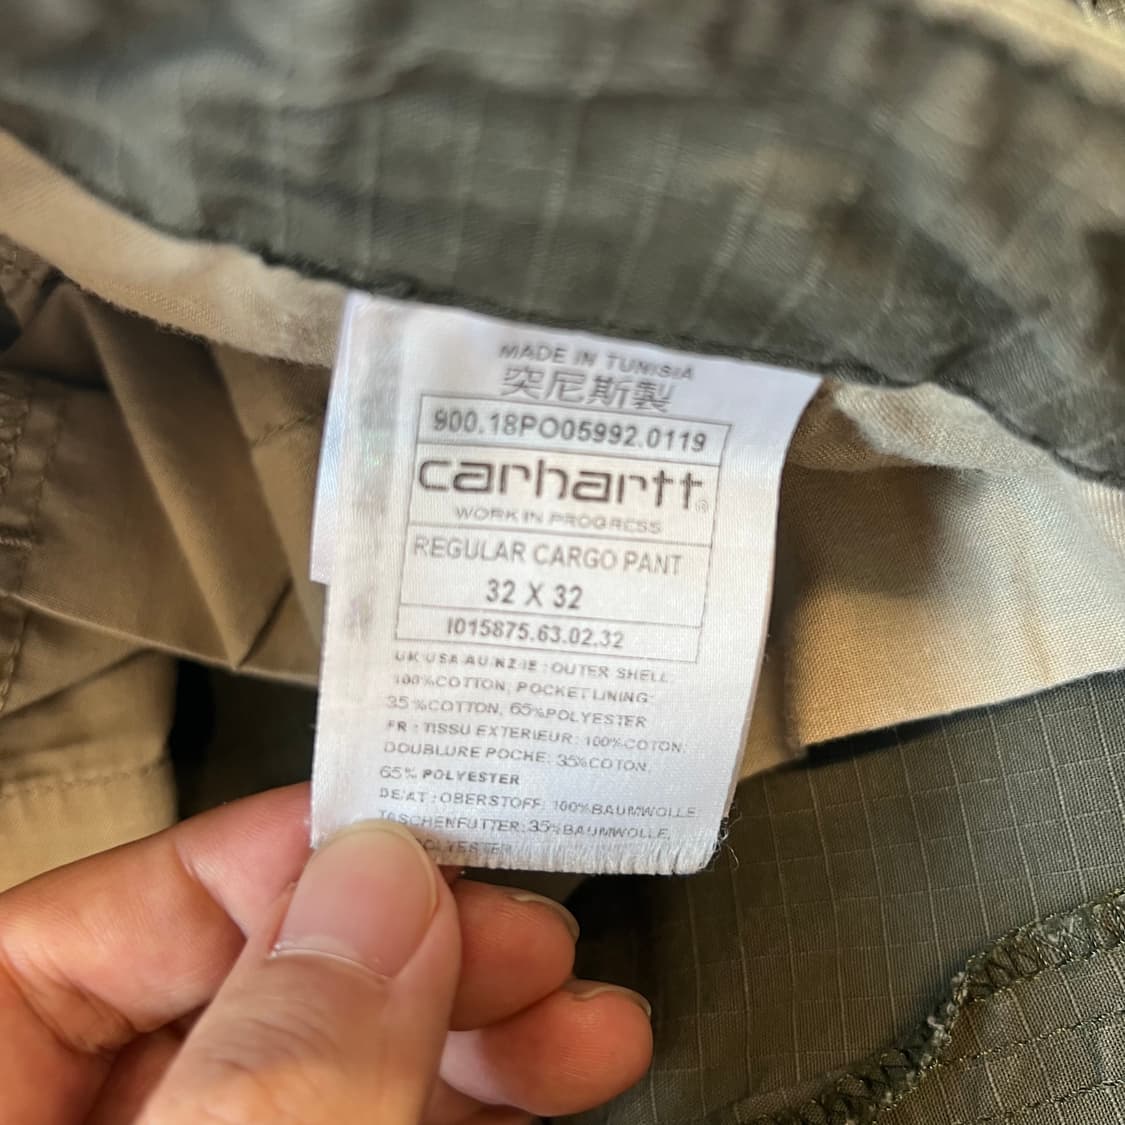 MADE IN TUNISIA
突尼斯製
900.18PO05992.0119
carhartt®
WORK IN PROGRESS
REGULAR CARGO PANT
32 X 32
I015875.63.02.32
UK USA AU NZ IE : OUTER SHELL:
100%COTTON, POCKET LINING:
35%COTTON, 65%POLYESTER
FR : TISSU EXTERIEUR: 100%COTON,
DOUBLURE POCHE: 35%COTON,
65% POLYESTER
DE/AT : OBERSTOFF: 100%BAUMWOLLE
TASCHENFUTTER: 35%BAUMWOLLE,